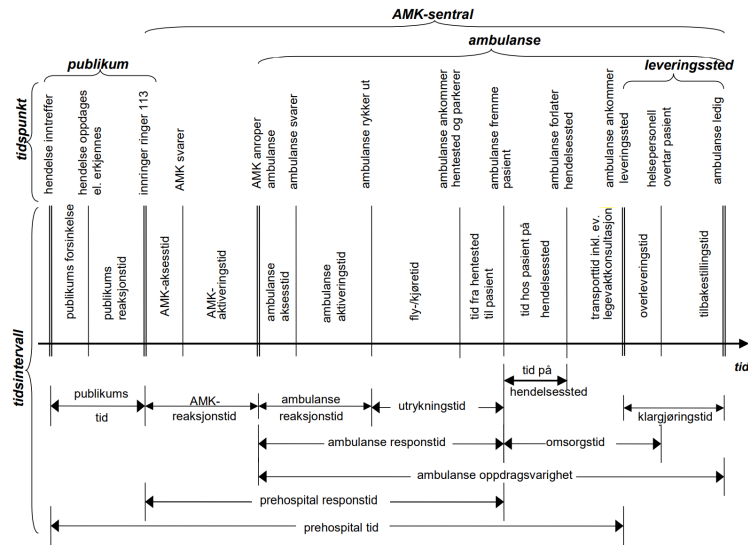 AMK-sentral
ambulanse
publikum
leveringssted
tidspunkt
hendelse inntreffer
hendelse oppdages
el. erkjennes
innringer ringer 113
AMK svarer
AMK anroper
ambulanse
ambulanse svarer
ambulanse rykker ut
ambulanse ankommer
hentested og parkerer
ambulanse fremme
pasient
ambulanse forlater
hendelsessted
ambulanse ankommer
leveringssted
helsepersonell
overtar pasient
ambulanse ledig
tidsintervall
publikums forsinkelse
publikums
reaksjonstid
AMK-aksesstid
AMK-
aktiveringstid
ambulanse
aksesstid
ambulanse
aktiveringstid
fly-/kjøretid
tid fra hentested
til pasient
tid hos pasient på
hendelsessted
transporttid inkl. ev.
legevaktkonsultasjon
overleveringstid
tilbakestillingstid
tid
publikums
tid
AMK-
reaksjonstid
ambulanse
reaksjonstid
utrykningstid
tid på
hendelsessted
klargjøringstid
ambulanse responstid
omsorgstid
ambulanse oppdragsvarighet
prehospital responstid
prehospital tid